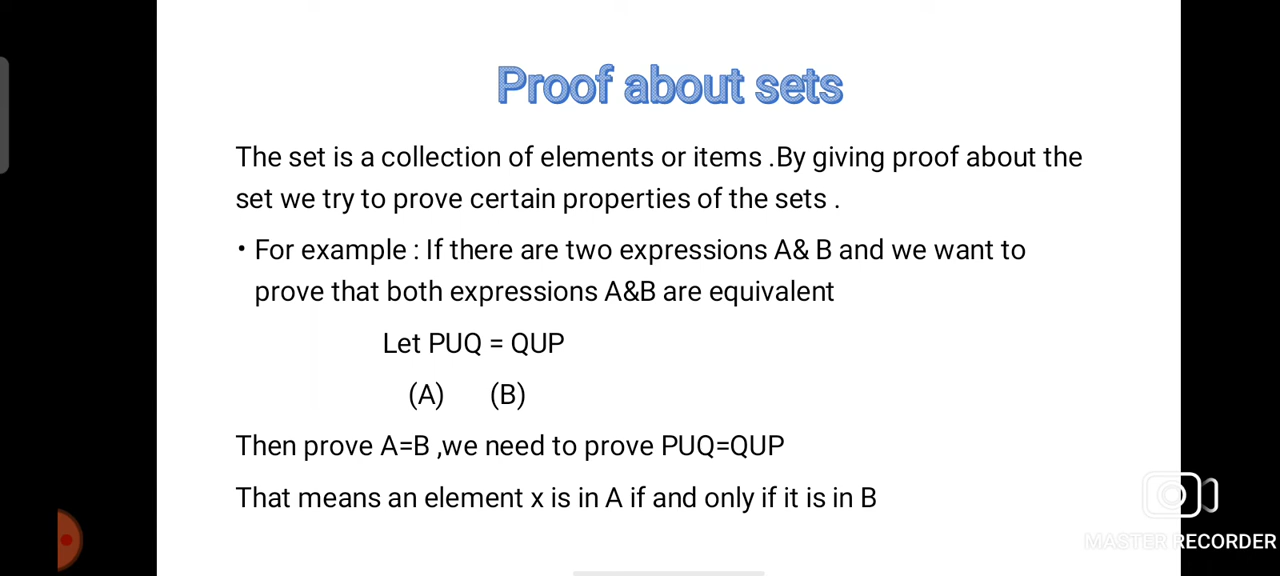 Proof about sets
The set is a collection of elements or items .By giving proof about the
set we try to prove certain properties of the sets .
• For example : If there are two expressions A& B and we want to
prove that both expressions A&B are equivalent
Let PUQ = QUP
(A) (B)
Then prove A=B ,we need to prove PUQ=QUP
That means an element x is in A if and only if it is in B
MASTER RECORDER